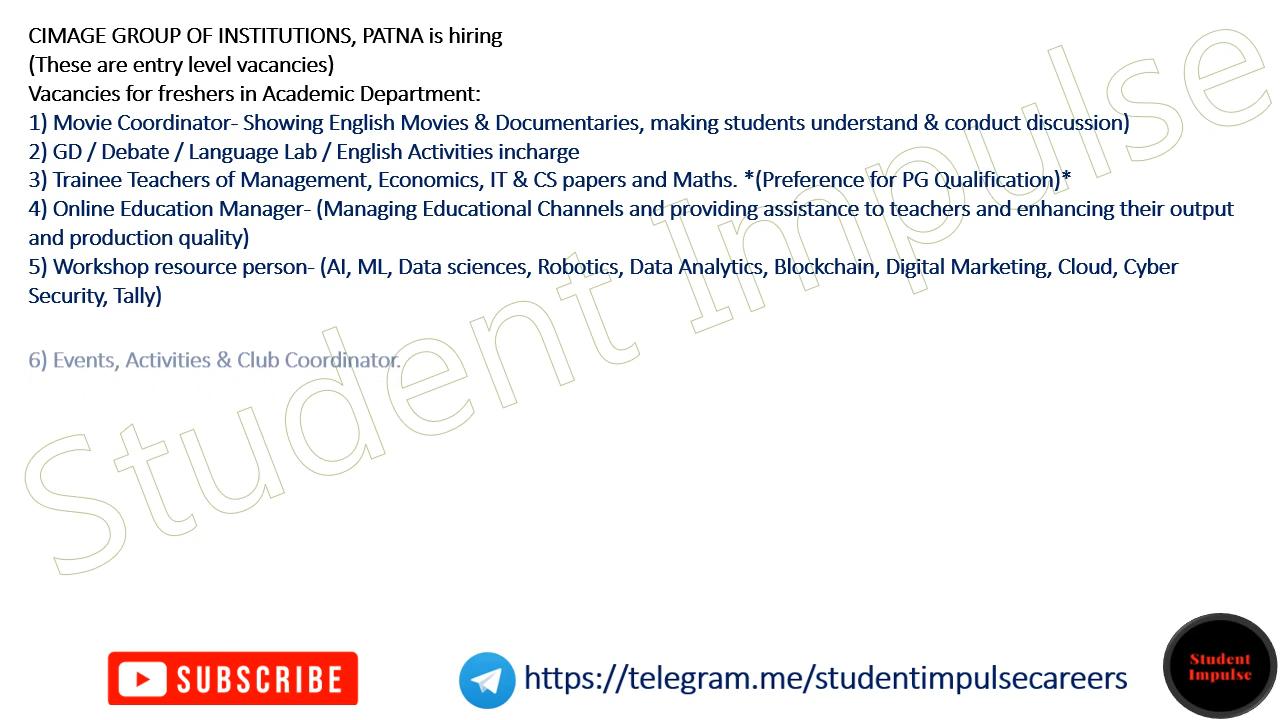 CIMAGE GROUP OF INSTITUTIONS, PATNA is hiring
(These are entry level vacancies)
Vacancies for freshers in Academic Department:
1) Movie Coordinator- Showing English Movies & Documentaries, making students understand & conduct discussion)
2) GD / Debate / Language Lab / English Activities incharge
3) Trainee Teachers of Management, Economics, IT & CS papers and Maths. *(Preference for PG Qualification)*
4) Online Education Manager- (Managing Educational Channels and providing assistance to teachers and enhancing their output
and production quality)
5) Workshop resource person- (AI, ML, Data sciences, Robotics, Data Analytics, Blockchain, Digital Marketing, Cloud, Cyber
Security, Tally)
6) Events, Activities & Club Coordinator.
Student Impulse
SUBSCRIBE
https://telegram.me/studentimpulsecareers
Student
Impulse